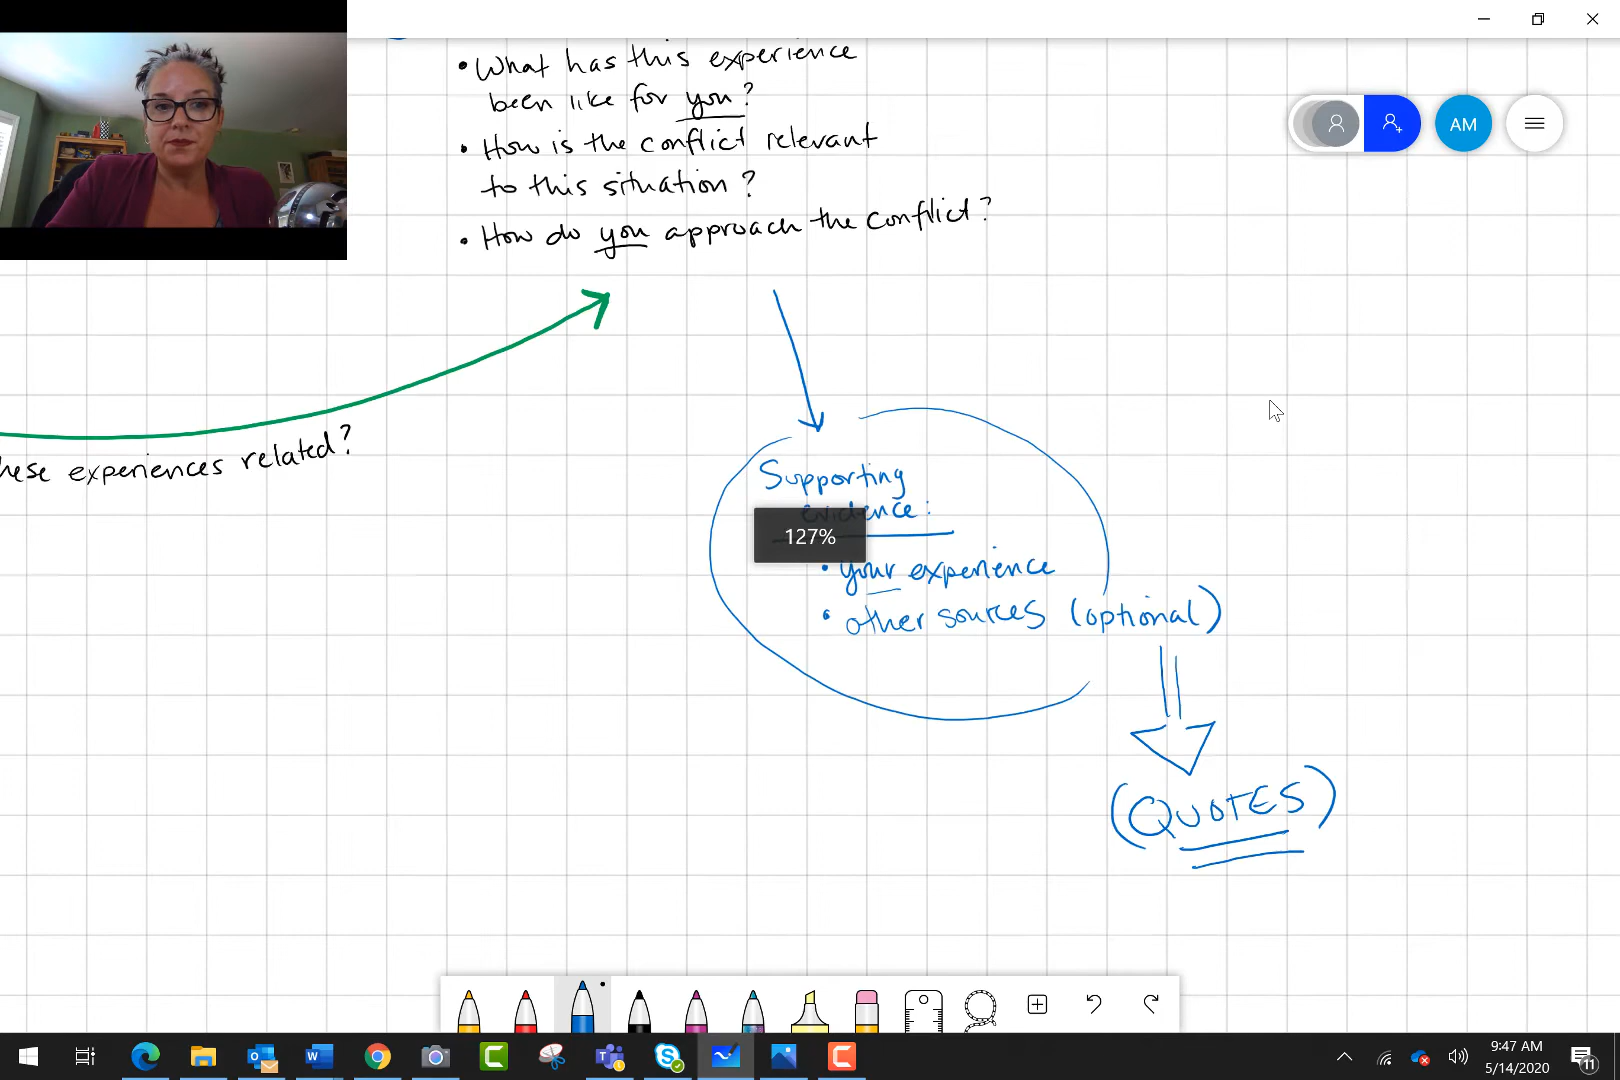 • What has this experience
been like for you?
• How is the conflict relevant
to this situation?
• How do you approach the conflict?
AM
hese experiences related?
Supporting
evidence:
127%
• your experience
• other sources (optional)
(QUOTES)
9:47 AM
5/14/2020
11